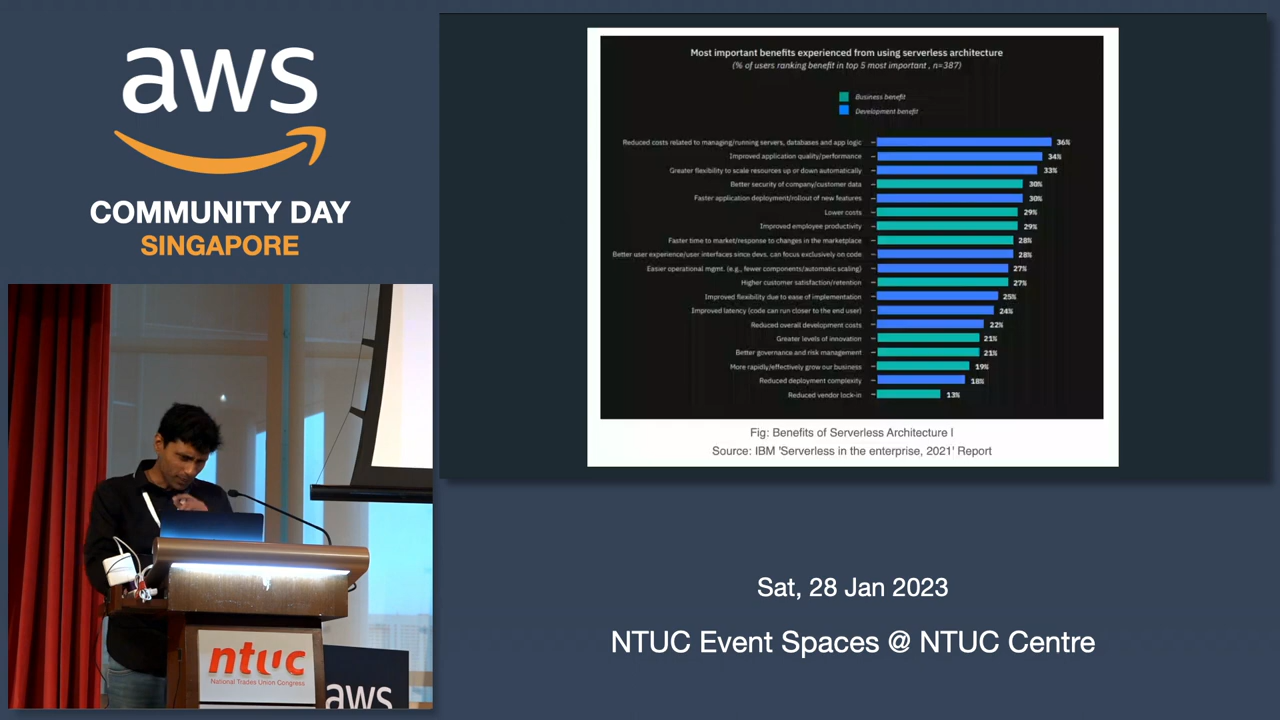 aws
COMMUNITY DAY
SINGAPORE
Most important benefits experienced from using serverless architecture
(% of users ranking benefit in top 5 most important , n=387)
Business benefit
Development benefit
Reduced costs related to managing/running servers, databases and app logic 36%
Improved application quality/performance 34%
Greater flexibility to scale resources up or down automatically 33%
Better security of company/customer data 30%
Faster application deployment/rollout of new features 30%
Lower costs 29%
Improved employee productivity 29%
Faster time to market/response to changes in the marketplace 28%
Better user experience/user interfaces since devs. can focus exclusively on code 28%
Easier operational mgmt. (e.g., fewer components/automatic scaling) 27%
Higher customer satisfaction/retention 27%
Improved flexibility due to ease of implementation 25%
Improved latency (code can run closer to the end user) 24%
Reduced overall development costs 22%
Greater levels of innovation 21%
Better governance and risk management 21%
More rapidly/effectively grow our business 19%
Reduced deployment complexity 18%
Reduced vendor lock-in 13%
Fig: Benefits of Serverless Architecture I
Source: IBM 'Serverless in the enterprise, 2021' Report
ntuc
National Trades Union Congress
aws
Sat, 28 Jan 2023
NTUC Event Spaces @ NTUC Centre